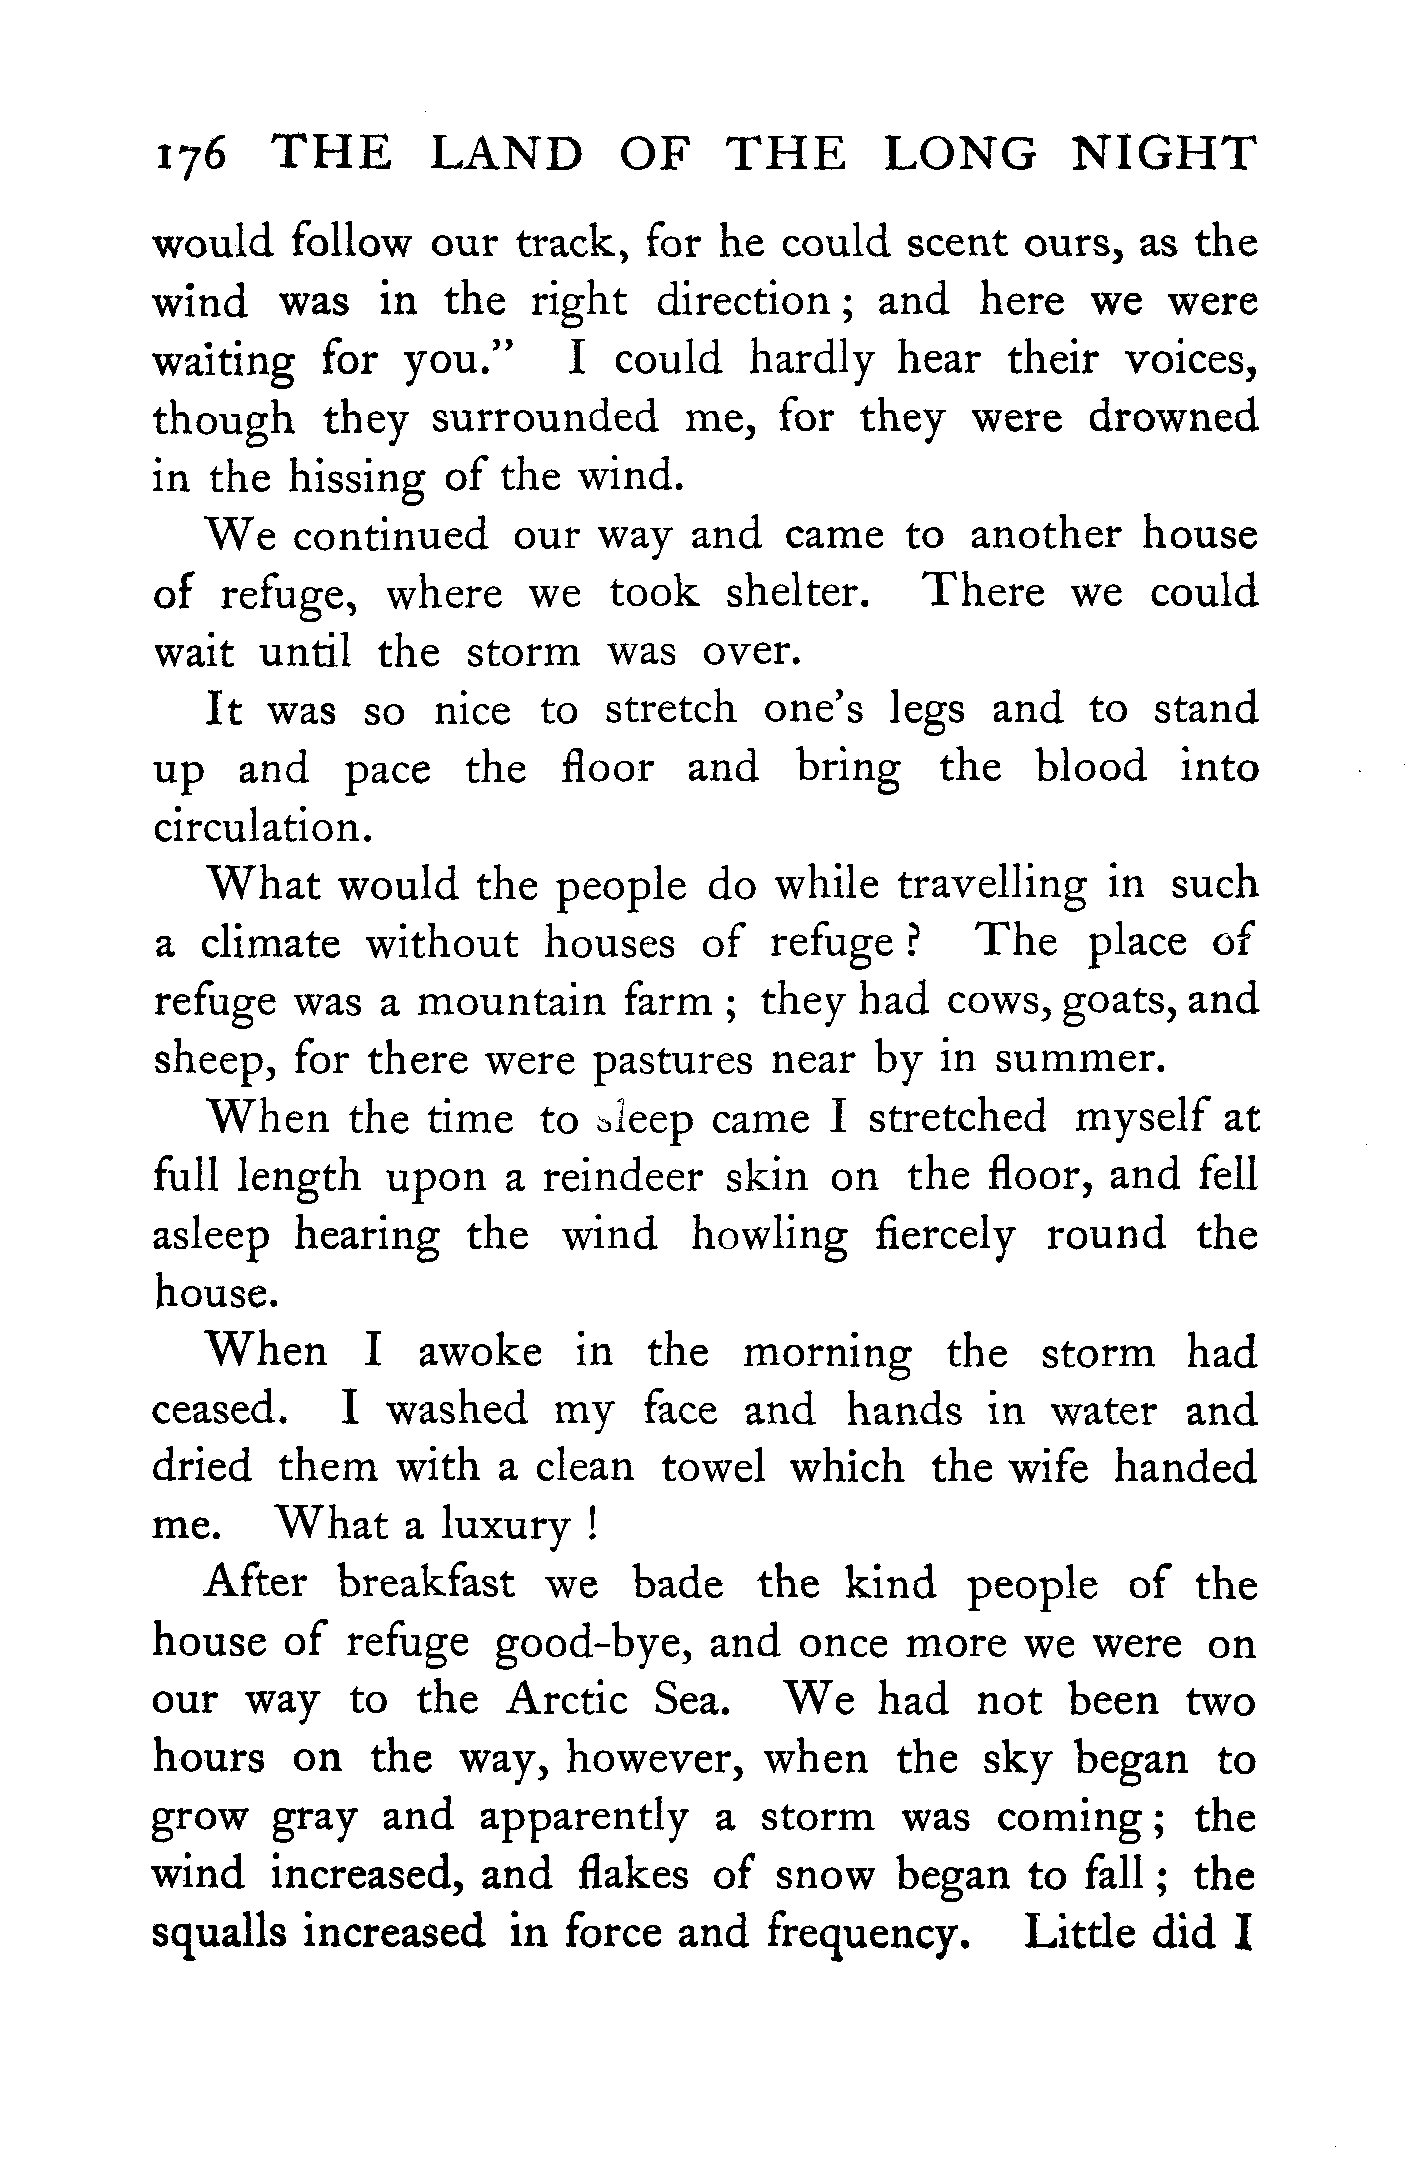 176 THE LAND OF THE LONG NIGHT
would follow our track, for he could scent ours, as the
wind was in the right direction ; and here we were
waiting for you.” I could hardly hear their voices,
though they surrounded me, for they were drowned
in the hissing of the wind.
We continued our way and came to another house
of refuge, where we took shelter. There we could
wait until the storm was over.
It was so nice to stretch one’s legs and to stand
up and pace the floor and bring the blood into
circulation.
What would the people do while travelling in such
a climate without houses of refuge ? The place of
refuge was a mountain farm ; they had cows, goats, and
sheep, for there were pastures near by in summer.
When the time to sleep came I stretched myself at
full length upon a reindeer skin on the floor, and fell
asleep hearing the wind howling fiercely round the
house.
When I awoke in the morning the storm had
ceased. I washed my face and hands in water and
dried them with a clean towel which the wife handed
me. What a luxury !
After breakfast we bade the kind people of the
house of refuge good-bye, and once more we were on
our way to the Arctic Sea. We had not been two
hours on the way, however, when the sky began to
grow gray and apparently a storm was coming ; the
wind increased, and flakes of snow began to fall ; the
squalls increased in force and frequency. Little did I